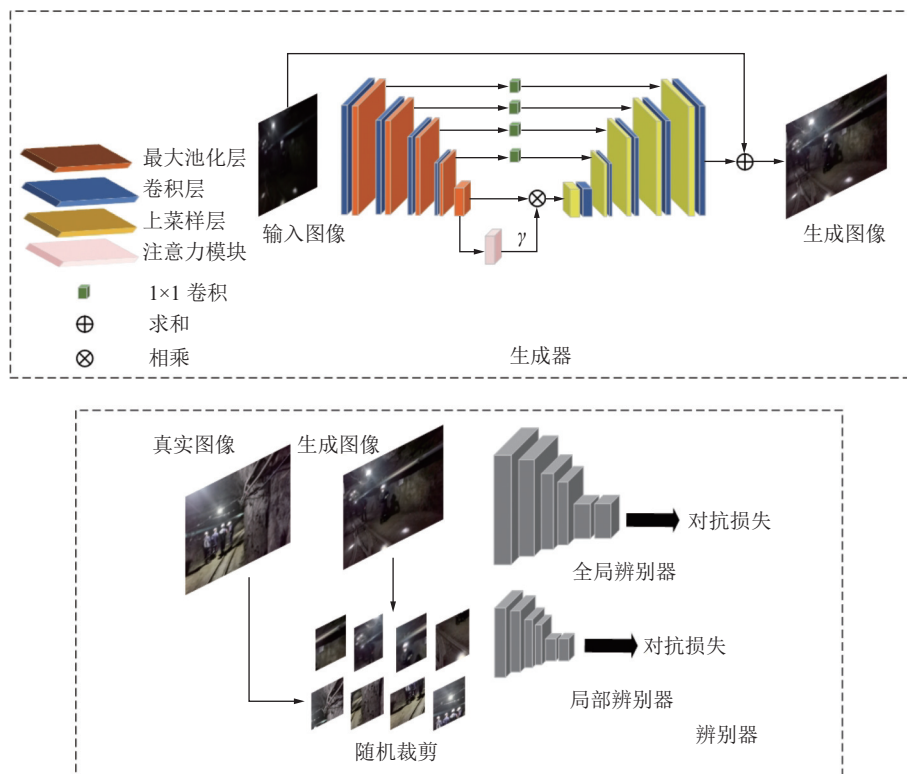 最大池化层
卷积层
上菜样层
注意力模块
1×1 卷积
求和
相乘
输入图像
γ
生成图像
生成器
真实图像
生成图像
对抗损失
全局辨别器
对抗损失
局部辨别器
随机裁剪
辨别器